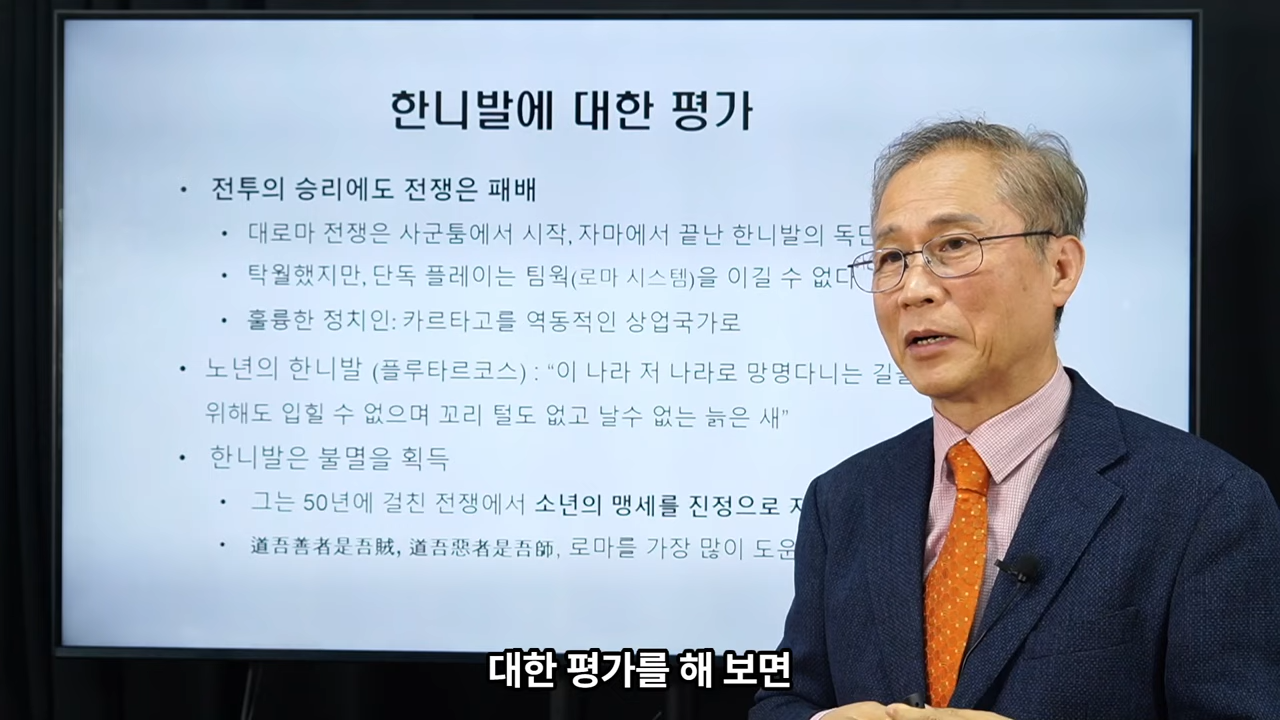 한니발에 대한 평가
• 전투의 승리에도 전쟁은 패배
• 대로마 전쟁은 사군툼에서 시작, 자마에서 끝난 한니발의
• 탁월했지만, 단독 플레이는 팀웍(로마 시스템)을 이길 수 없다
• 훌륭한 정치인: 카르타고를 역동적인 상업국가로
• 노년의 한니발 (플루타르코스) : “이 나라 저 나라로 망명다니는
위해도 입힐 수 없으며 꼬리 털도 없고 날수 없는 늙은 새”
• 한니발은 불멸을 획득
• 그는 50년에 걸친 전쟁에서 소년의 맹세를 진정으로
• 道吾善者是吾賊, 道吾惡者是吾師, 로마를 가장 많이
대한 평가를 해 보면